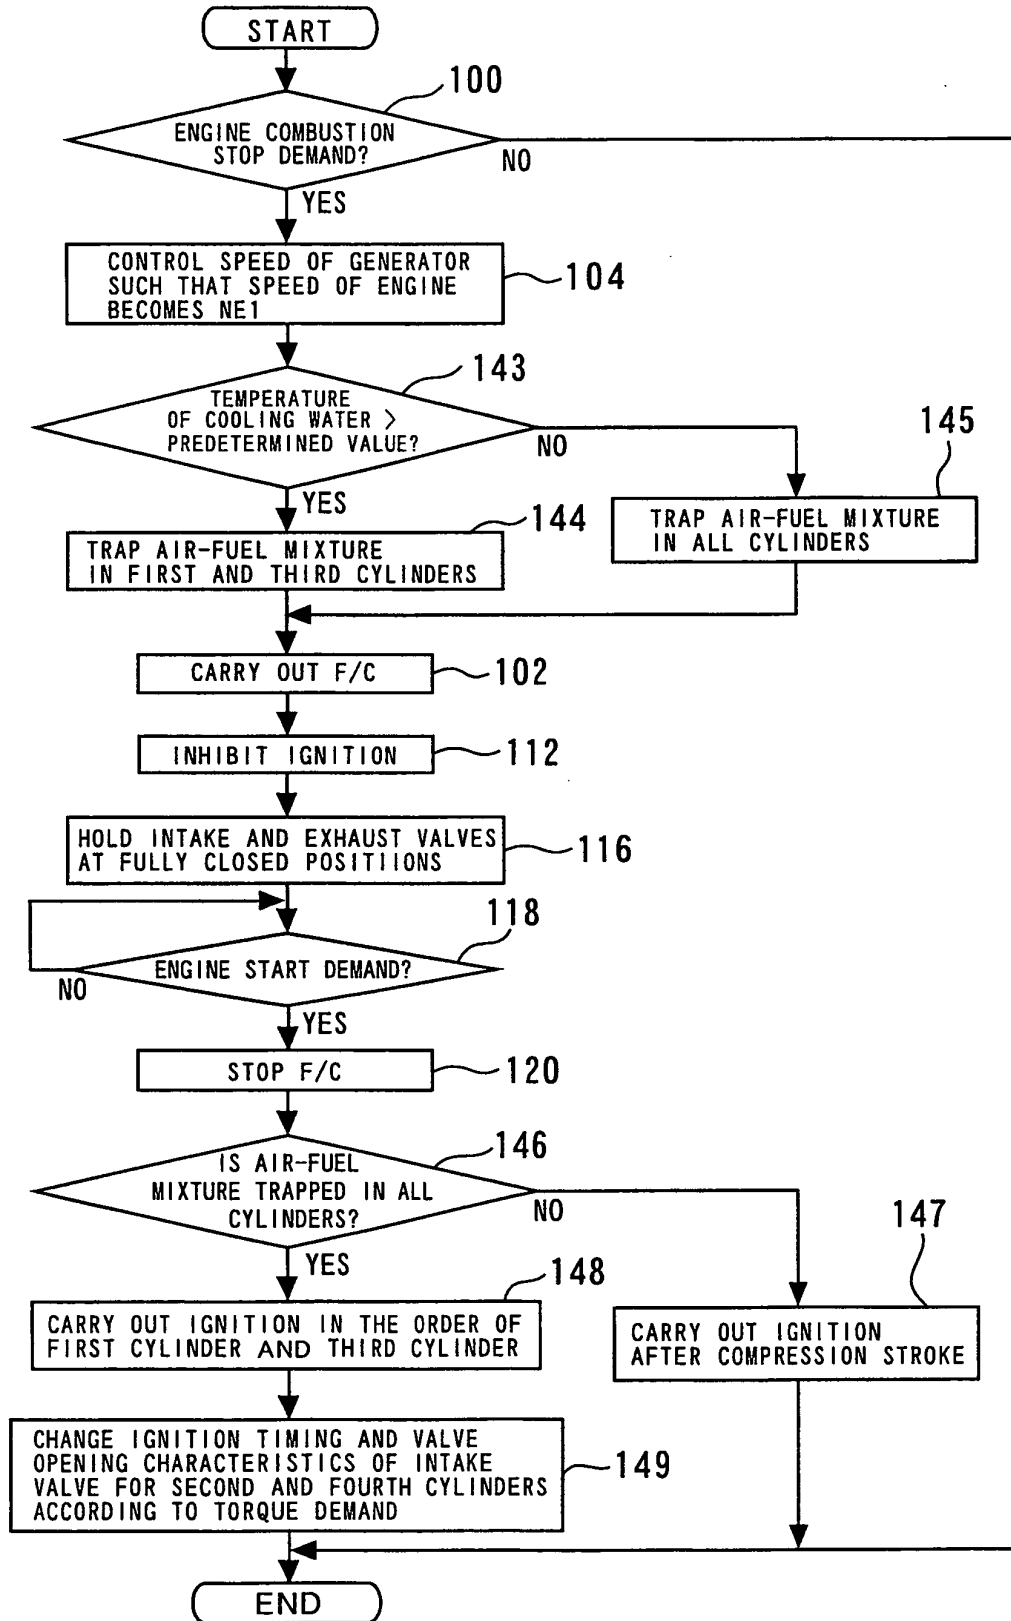 START
100
ENGINE COMBUSTION
STOP DEMAND?
NO
YES
CONTROL SPEED OF GENERATOR
SUCH THAT SPEED OF ENGINE
BECOMES NE1
104
143
TEMPERATURE
OF COOLING WATER >
PREDETERMINED VALUE?
NO
YES
145
TRAP AIR-FUEL MIXTURE
IN ALL CYLINDERS
144
TRAP AIR-FUEL MIXTURE
IN FIRST AND THIRD CYLINDERS
CARRY OUT F/C
102
INHIBIT IGNITION
112
HOLD INTAKE AND EXHAUST VALVES
AT FULLY CLOSED POSITIIONS
116
118
ENGINE START DEMAND?
NO
YES
STOP F/C
120
146
IS AIR-FUEL
MIXTURE TRAPPED IN ALL
CYLINDERS?
NO
YES
147
CARRY OUT IGNITION
AFTER COMPRESSION STROKE
148
CARRY OUT IGNITION IN THE ORDER OF
FIRST CYLINDER AND THIRD CYLINDER
CHANGE IGNITION TIMING AND VALVE
OPENING CHARACTERISTICS OF INTAKE
VALVE FOR SECOND AND FOURTH CYLINDERS
ACCORDING TO TORQUE DEMAND
149
END